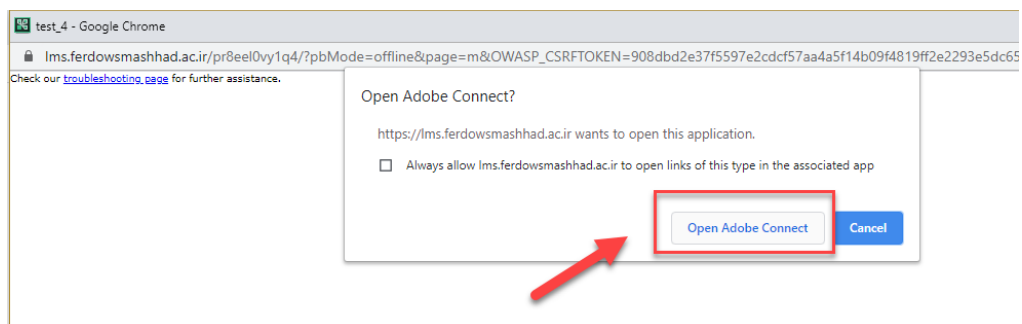 test_4 - Google Chrome
lms.ferdowsmashhad.ac.ir/pr8eel0vy1q4/?pbMode=offline&page=m&OWASP_CSRFTOKEN=908dbd2e37f5597e2cdcf57aa4a5f14b09f4819ff2e2293e5dc65
Check our troubleshooting page for further assistance.
Open Adobe Connect?
https://lms.ferdowsmashhad.ac.ir wants to open this application.
Always allow lms.ferdowsmashhad.ac.ir to open links of this type in the associated app
Open Adobe Connect Cancel